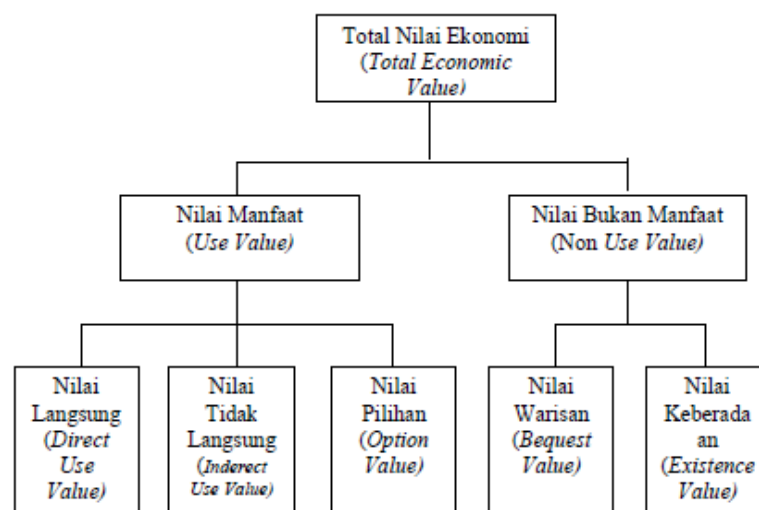 Total Nilai Ekonomi
(Total Economic
Value)
Nilai Manfaat
(Use Value)
Nilai Bukan Manfaat
(Non Use Value)
Nilai
Langsung
(Direct
Use
Value)
Nilai
Tidak
Langsung
(Inderect
Use Value)
Nilai
Pilihan
(Option
Value)
Nilai
Warisan
(Bequest
Value)
Nilai
Keberada
an
(Existence
Value)